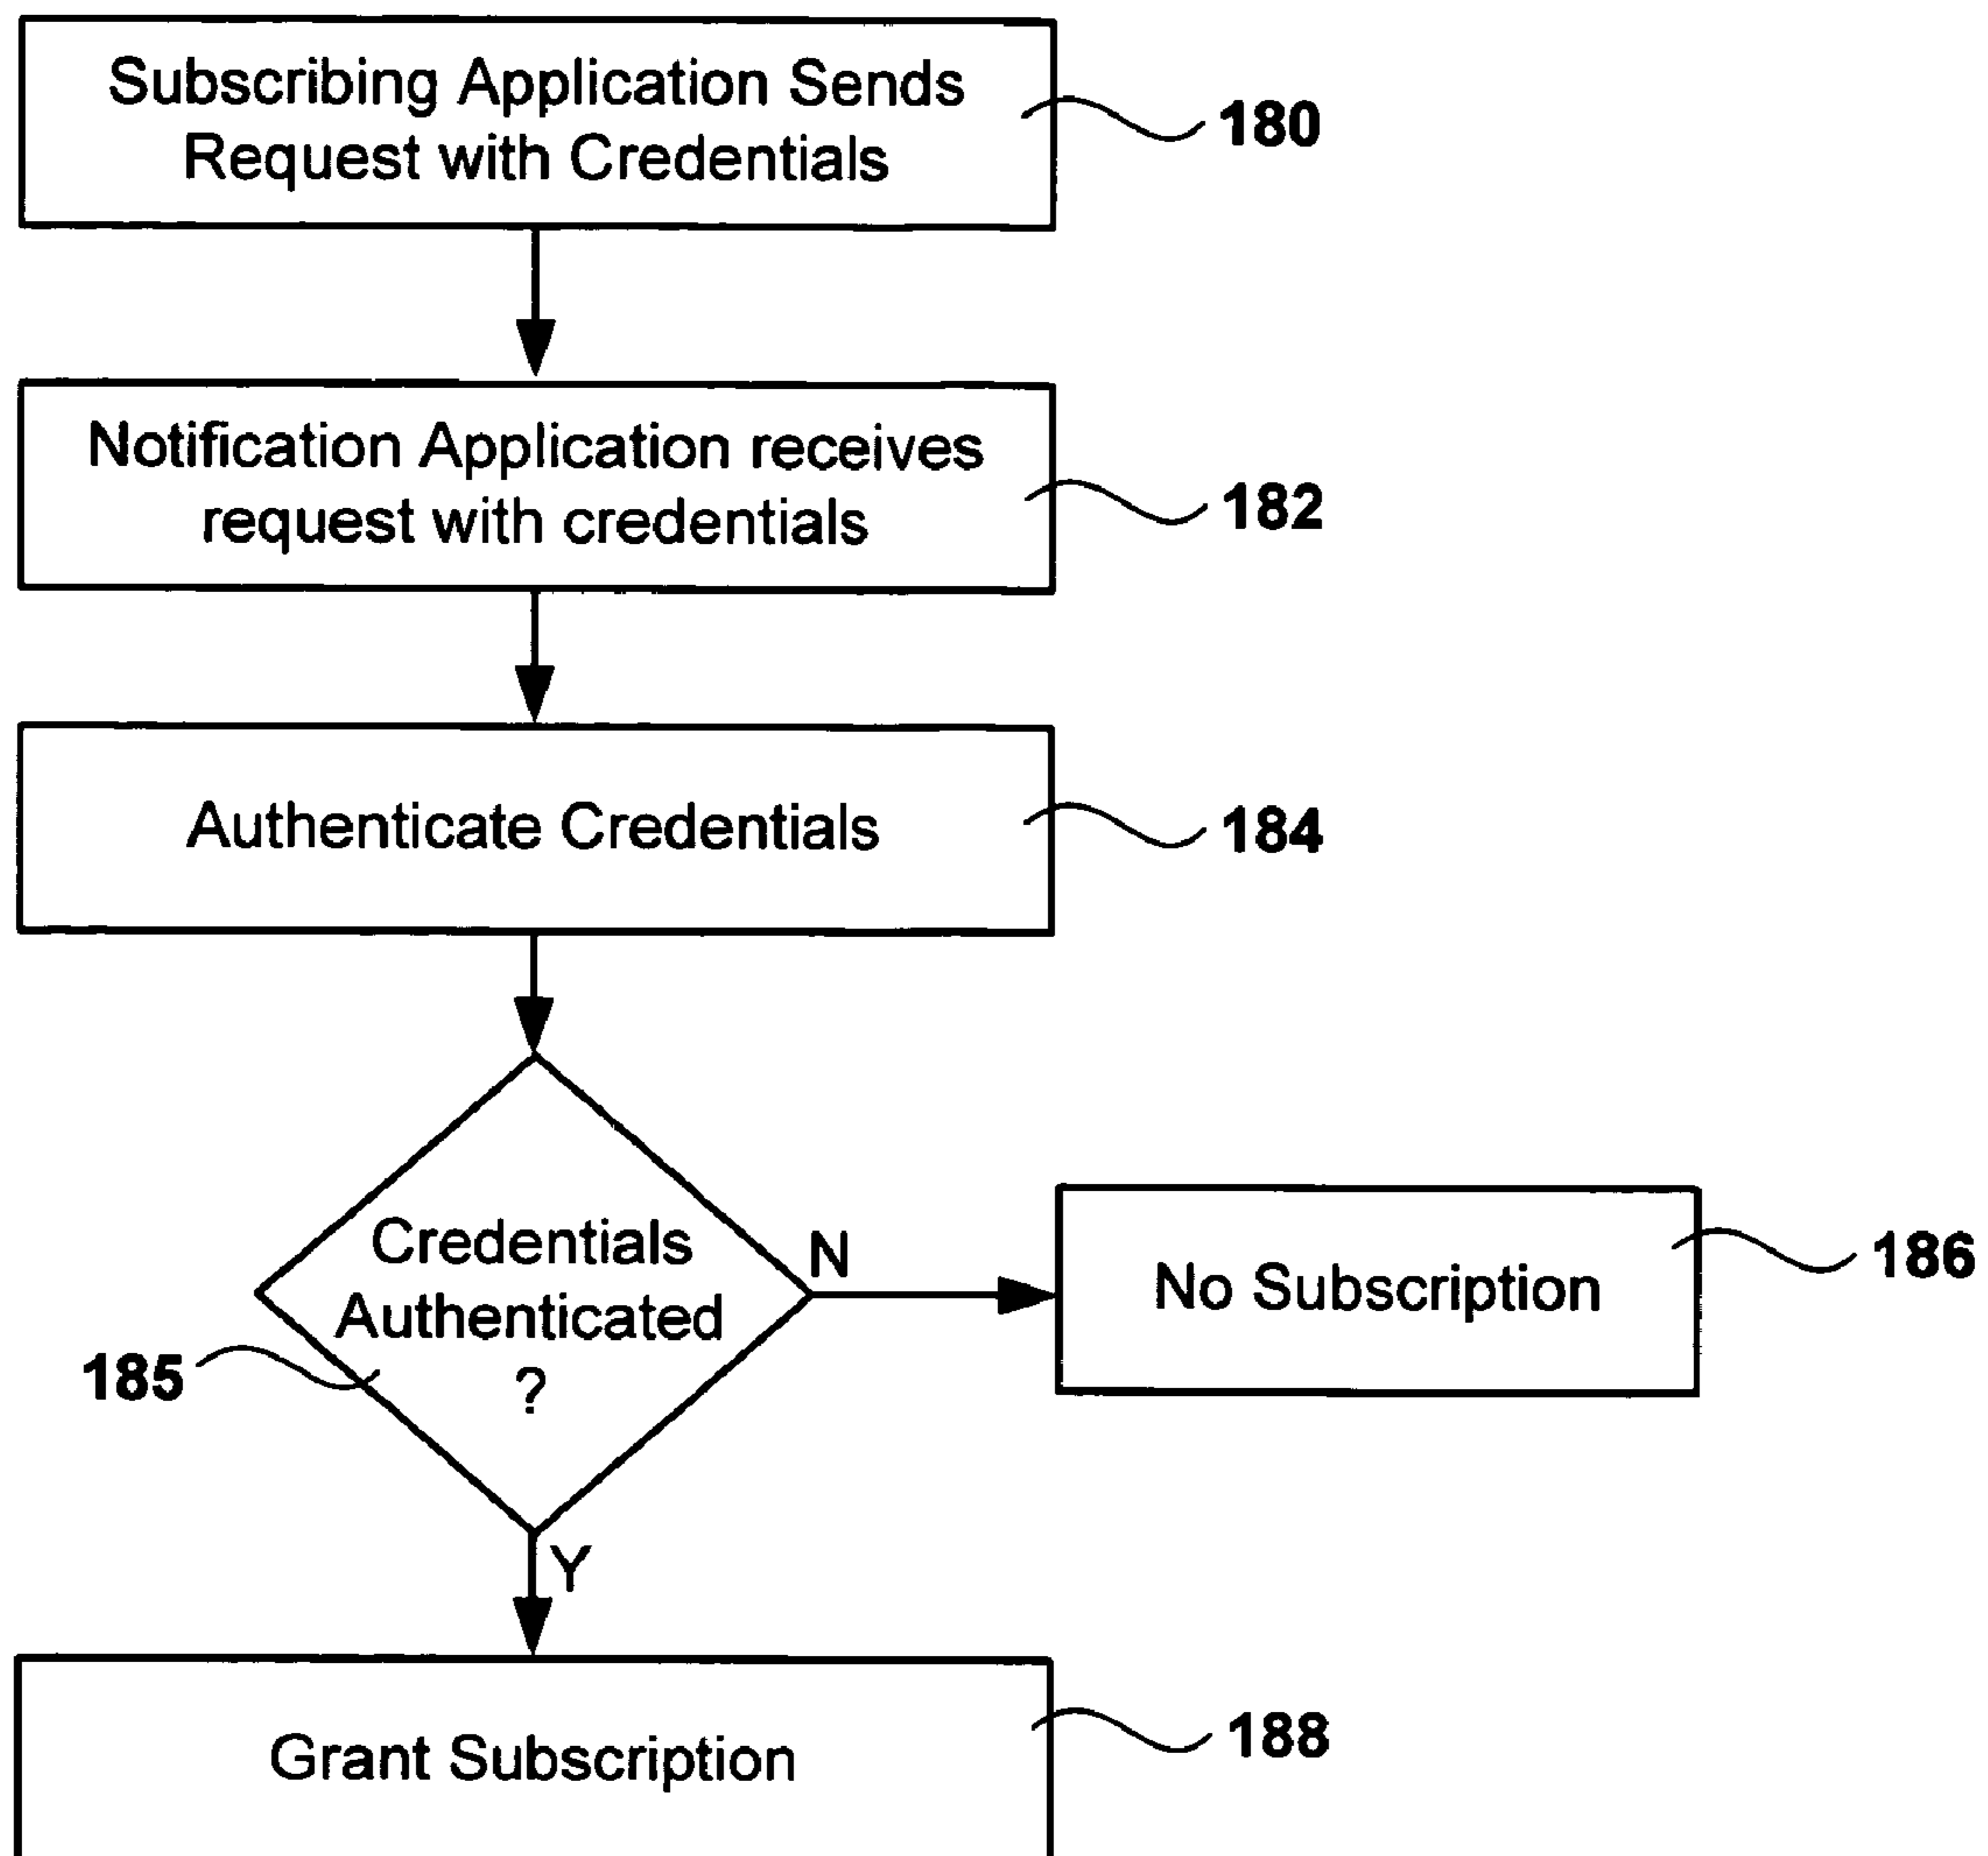 Subscribing Application Sends
Request with Credentials
180
Notification Application receives
request with credentials
182
Authenticate Credentials
184
Credentials
Authenticated
?
185
N
No Subscription
186
Y
Grant Subscription
188